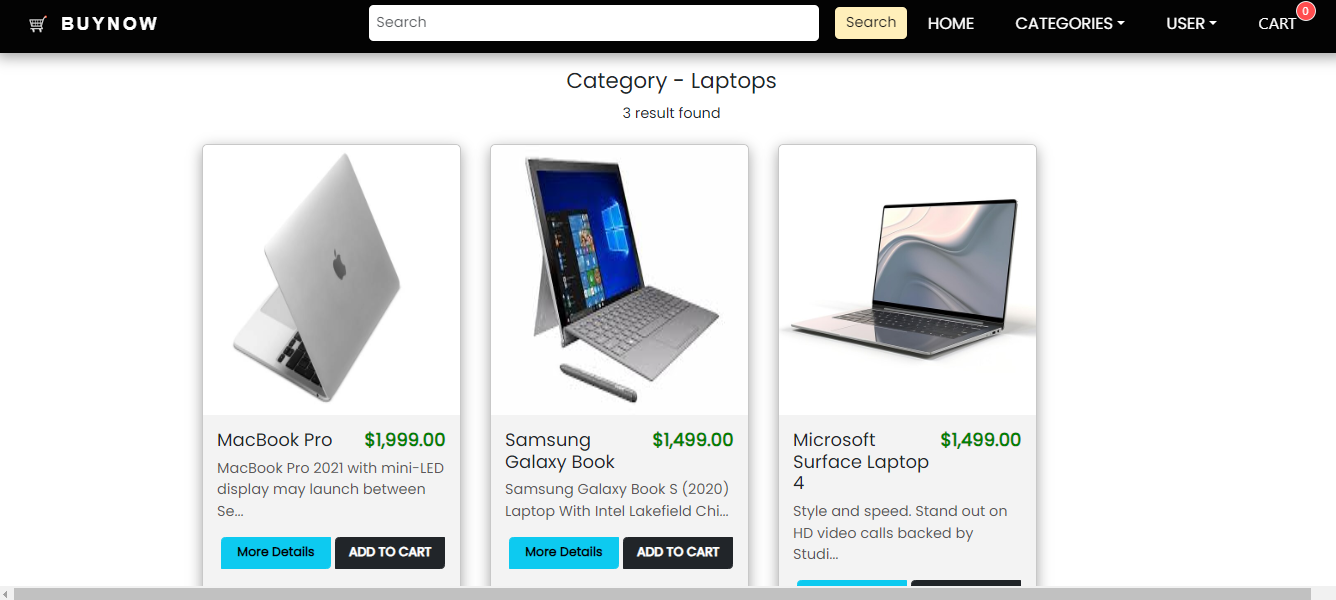 BUYNOW
Search
Search
HOME
CATEGORIES
USER
CART
0
Category - Laptops
3 result found
MacBook Pro
$1,999.00
MacBook Pro 2021 with mini-LED
display may launch between
Se...
More Details
ADD TO CART
Samsung
Galaxy Book
$1,499.00
Samsung Galaxy Book S (2020)
Laptop With Intel Lakefield Chi...
More Details
ADD TO CART
Microsoft
Surface Laptop
4
$1,499.00
Style and speed. Stand out on
HD video calls backed by
Studi...